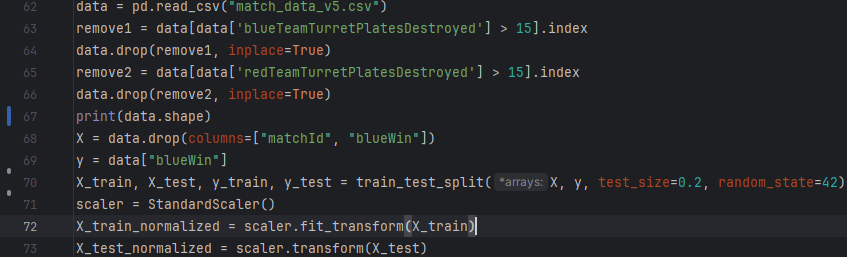 62 data = pd.read_csv("match_data_v5.csv")
63 remove1 = data[data['blueTeamTurretPlatesDestroyed'] > 15].index
64 data.drop(remove1, inplace=True)
65 remove2 = data[data['redTeamTurretPlatesDestroyed'] > 15].index
66 data.drop(remove2, inplace=True)
67 print(data.shape)
68 X = data.drop(columns=["matchId", "blueWin"])
69 y = data["blueWin"]
70 X_train, X_test, y_train, y_test = train_test_split( *arrays: X, y, test_size=0.2, random_state=42)
71 scaler = StandardScaler()
72 X_train_normalized = scaler.fit_transform(X_train)
73 X_test_normalized = scaler.transform(X_test)